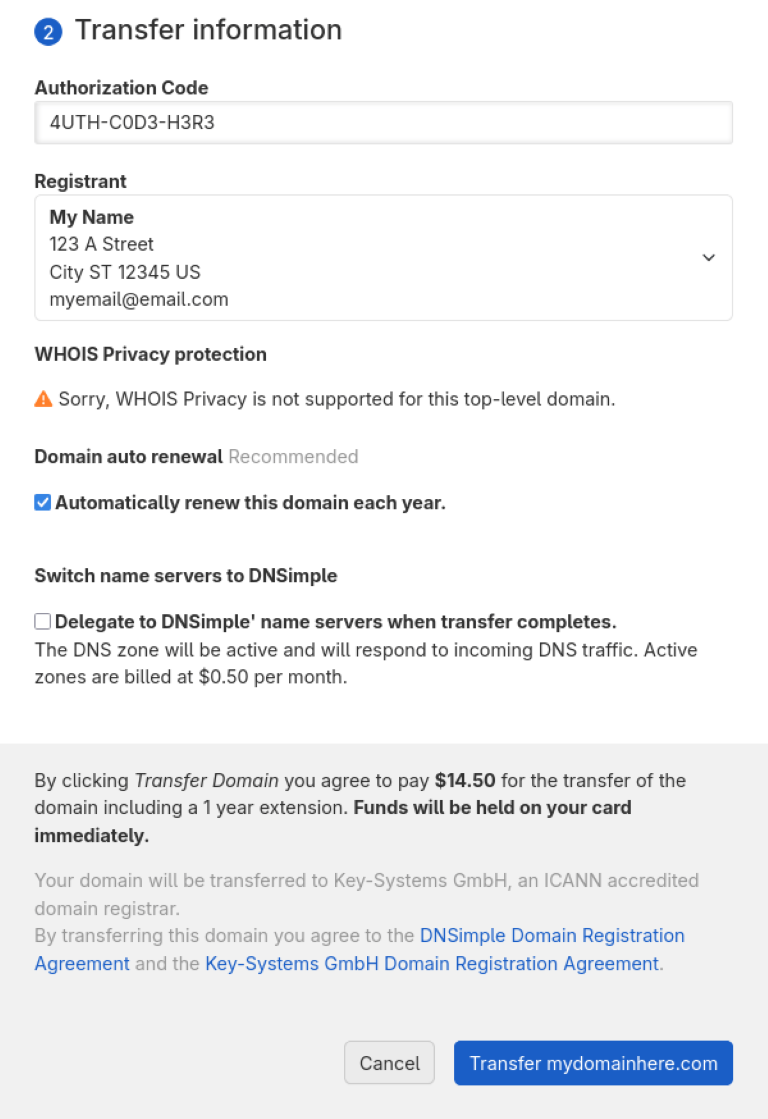 2 Transfer information
Authorization Code
4UTH-C0D3-H3R3
Registrant
My Name
123 A Street
City ST 12345 US
myemail@email.com
WHOIS Privacy protection
Sorry, WHOIS Privacy is not supported for this top-level domain.
Domain auto renewal Recommended
Automatically renew this domain each year.
Switch name servers to DNSimple
Delegate to DNSimple' name servers when transfer completes.
The DNS zone will be active and will respond to incoming DNS traffic. Active
zones are billed at $0.50 per month.
By clicking Transfer Domain you agree to pay $14.50 for the transfer of the
domain including a 1 year extension. Funds will be held on your card
immediately.
Your domain will be transferred to Key-Systems GmbH, an ICANN accredited
domain registrar.
By transferring this domain you agree to the DNSimple Domain Registration
Agreement and the Key-Systems GmbH Domain Registration Agreement.
Cancel
Transfer mydomainhere.com